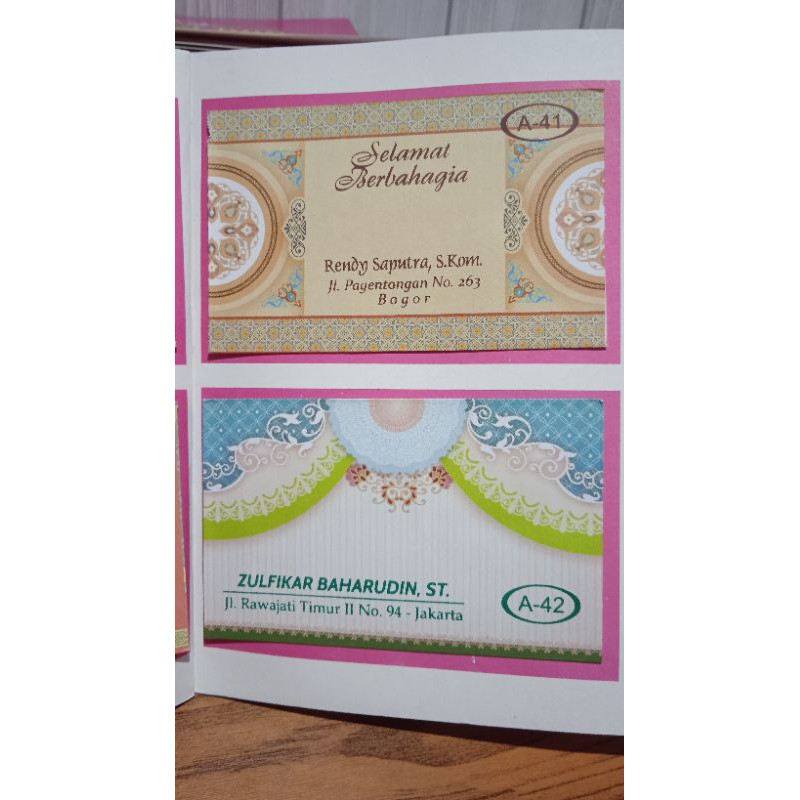 A-41
Selamat
Berbahagia
Rendy Saputra, S.Kom.
Jl. Payentongan No. 263
Bogor
ZULFIKAR BAHARUDIN, ST.
Jl. Rawajati Timur II No. 94 - Jakarta
A-42